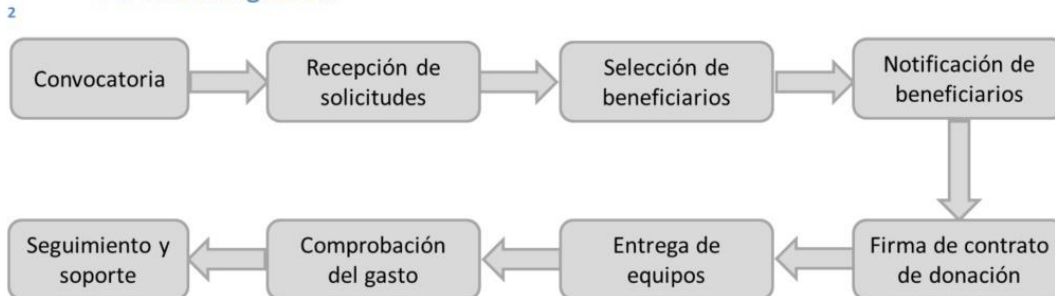 2
Convocatoria
Recepción de
solicitudes
Selección de
beneficiarios
Notificación de
beneficiarios
Firma de contrato
de donación
Entrega de
equipos
Comprobación
del gasto
Seguimiento y
soporte